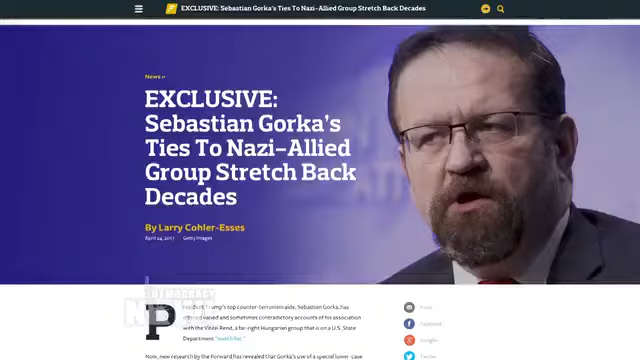 EXCLUSIVE: Sebastian Gorka's Ties To Nazi-Allied Group Stretch Back Decades
News »
EXCLUSIVE:
Sebastian Gorka's
Ties To Nazi-Allied
Group Stretch Back
Decades
By Larry Cohler-Esses
April 24, 2017 Getty Images
DEMOCRACY
NOW!
President Trump's top counter-terrorism aide, Sebastian Gorka, has
offered varied and sometimes contradictory accounts of his association
with the Vitézi Rend, a far-right Hungarian group that is on a U.S. State
Department "watch list."
Now, new research by the Forward has revealed that Gorka's use of a special lower-case
Email
Facebook
Google+
Twitter